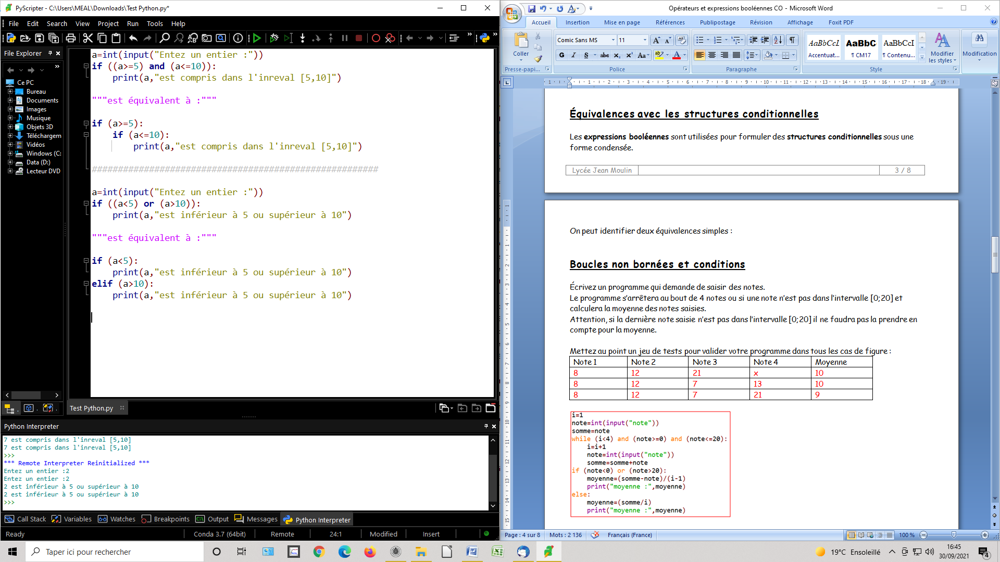 PyScripter - C:\Users\MEAL\Downloads\Test Python.py*
File Edit Search View Project Run Tools Help
File Explorer
Ce PC
Bureau
Documents
Images
Musique
Objets 3D
Téléchargem
Vidéos
Windows (C:
Data (D:)
Lecteur DVD
a=int(input("Entez un entier :"))
if ((a>=5) and (a<=10)):
print(a,"est compris dans l'inreval [5,10]")
"""est équivalent à :"""
if (a>=5):
if (a<=10):
print(a,"est compris dans l'inreval [5,10]")
#######################################################
a=int(input("Entez un entier :"))
if ((a<5) or (a>10)):
print(a,"est inférieur à 5 ou supérieur à 10")
"""est équivalent à :"""
if (a<5):
print(a,"est inférieur à 5 ou supérieur à 10")
elif (a>10):
print(a,"est inférieur à 5 ou supérieur à 10")
Test Python.py
Python Interpreter
7 est compris dans l'inreval [5,10]
7 est compris dans l'inreval [5,10]
>>>
*** Remote Interpreter Reinitialized ***
Entez un entier :2
Entez un entier :2
2 est inférieur à 5 ou supérieur à 10
2 est inférieur à 5 ou supérieur à 10
>>>
Call Stack Variables Watches Breakpoints Output Messages Python Interpreter
Ready Conda 3.7 (64bit) Remote 24:1 Modified Insert
Opérateurs et expressions booléennes CO - Microsoft Word
Accueil Insertion Mise en page Références Publipostage Révision Affichage Foxit PDF
Coller
Presse-papi...
Comic Sans MS 11
G I S abc x₂ x² Aa
Police
Paragraphe
AaBbCcI AaBbC AaBbCcI
Accentuat... ¶ CM17 ¶ Contenu...
Style
Modifier les styles
Modification
Équivalences avec les structures conditionnelles
Les expressions booléennes sont utilisées pour formuler des structures conditionnelles sous une
forme condensée.
Lycée Jean Moulin 3 / 8
On peut identifier deux équivalences simples :
Boucles non bornées et conditions
Écrivez un programme qui demande de saisir des notes.
Le programme s'arrêtera au bout de 4 notes ou si une note n'est pas dans l'intervalle [0;20] et
calculera la moyenne des notes saisies.
Attention, si la dernière note saisie n'est pas dans l'intervalle [0;20] il ne faudra pas la prendre en
compte pour la moyenne.
Mettez au point un jeu de tests pour valider votre programme dans tous les cas de figure :
Note 1 Note 2 Note 3 Note 4 Moyenne
8 12 21 x 10
8 12 7 13 10
8 12 7 21 9
i=1
note=int(input("note"))
somme=note
while (i<4) and (note>=0) and (note<=20):
i=i+1
note=int(input("note"))
somme=somme+note
if (note<0) or (note>20):
moyenne=(somme-note)/(i-1)
print("moyenne :",moyenne)
else:
moyenne=(somme/i)
print("moyenne :",moyenne)
Page : 4 sur 8 Mots : 2 136 Français (France) 100 %
Taper ici pour rechercher
19°C Ensoleillé
16:45
30/09/2021
4